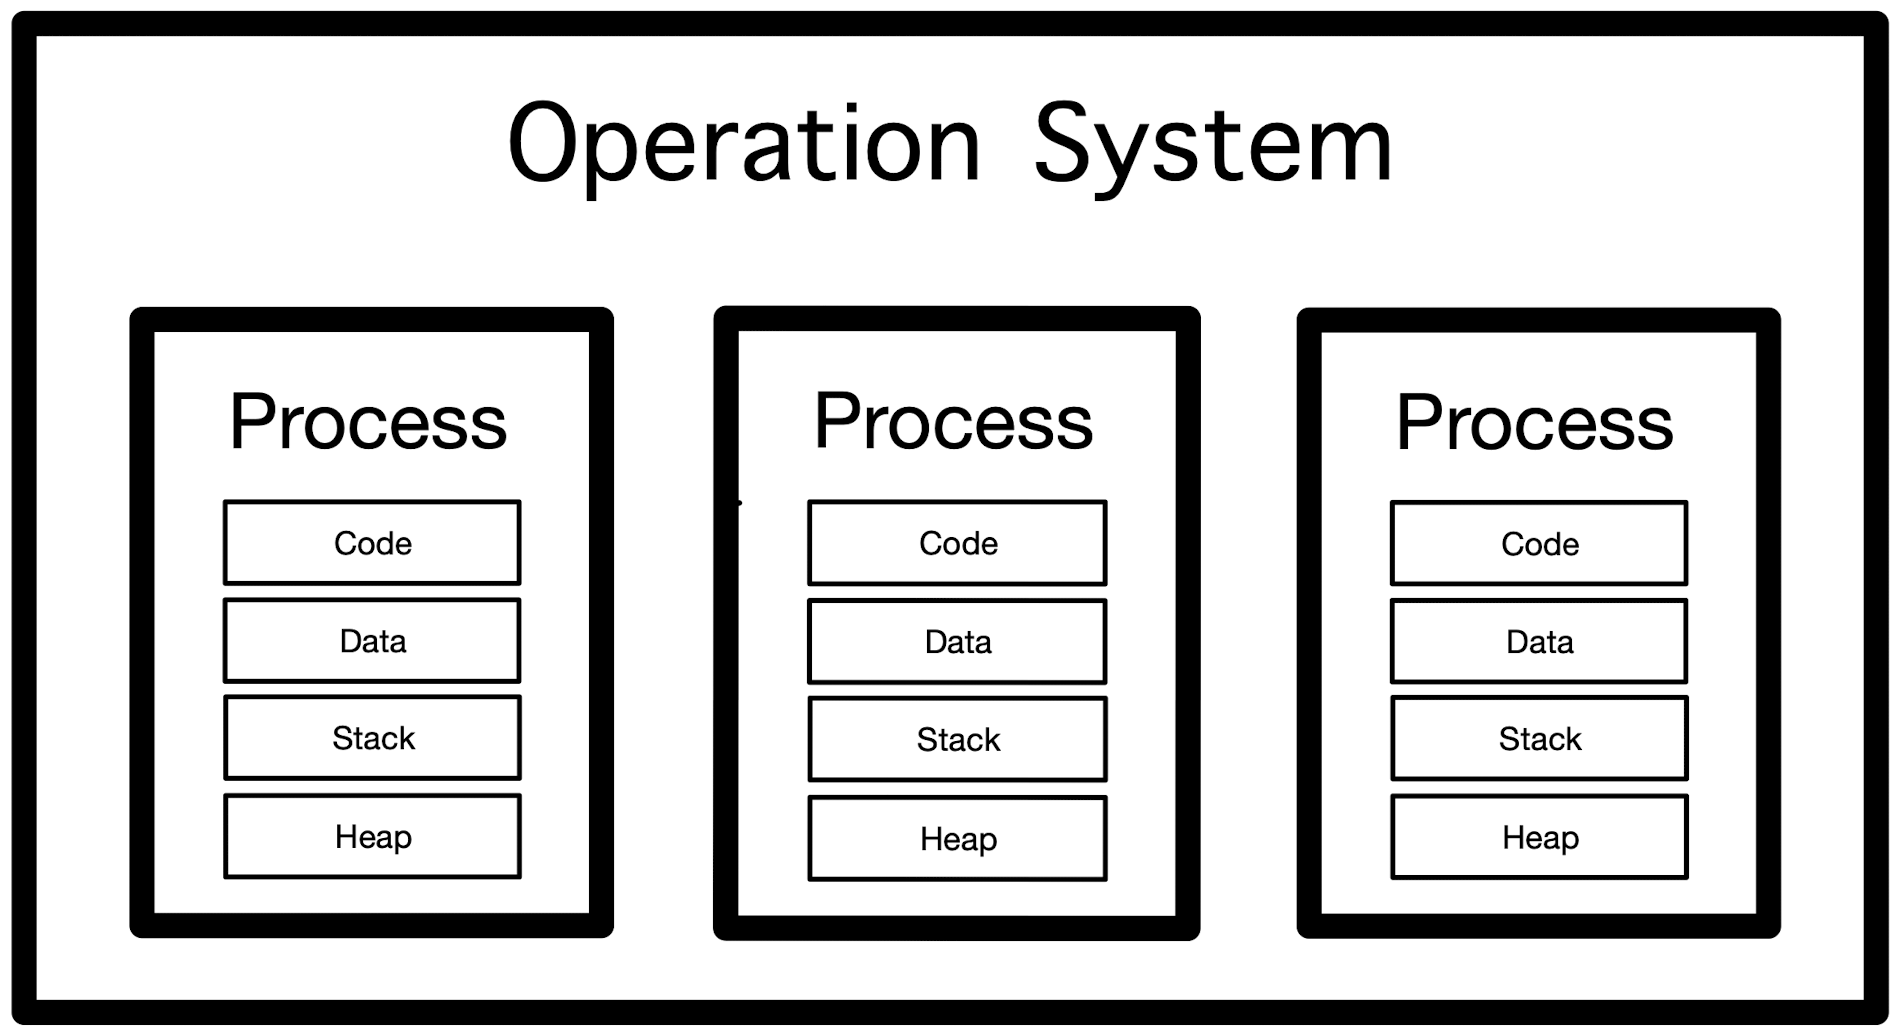 Operation System
Process
Code
Data
Stack
Heap
Process
Code
Data
Stack
Heap
Process
Code
Data
Stack
Heap